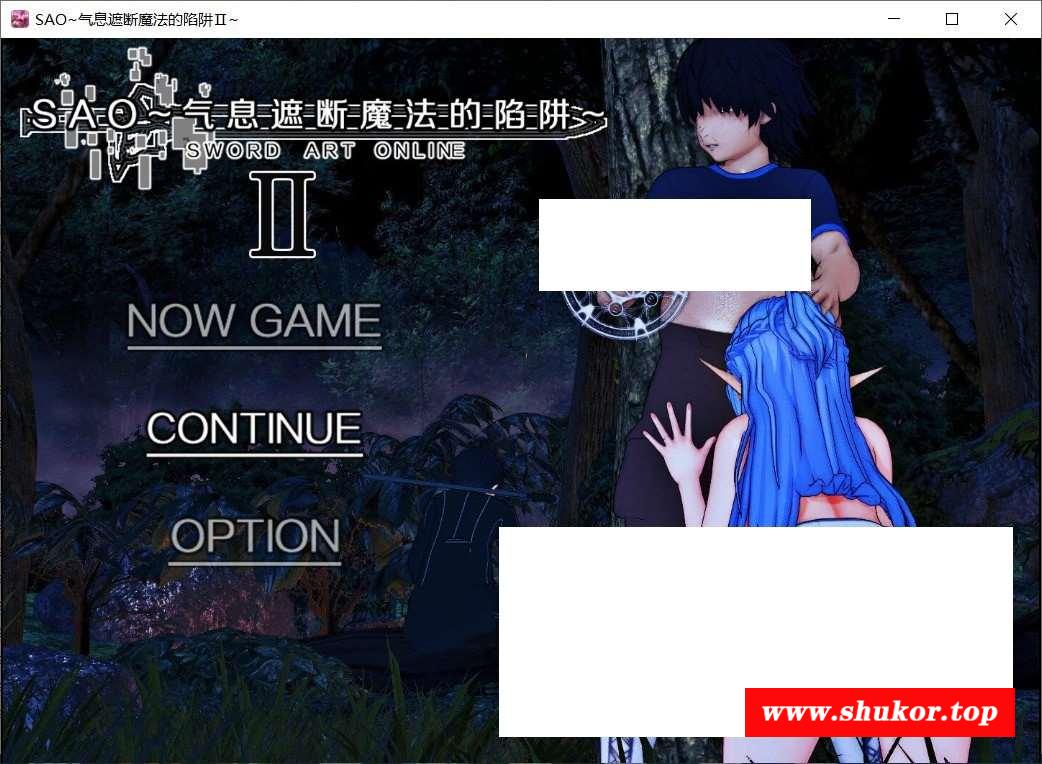 SAO~气息遮断魔法的陷阱Ⅱ~
SAO~气息遮断魔法的陷阱~
SWORD ART ONLINE
Ⅱ
NOW GAME
CONTINUE
OPTION
www.shukor.top